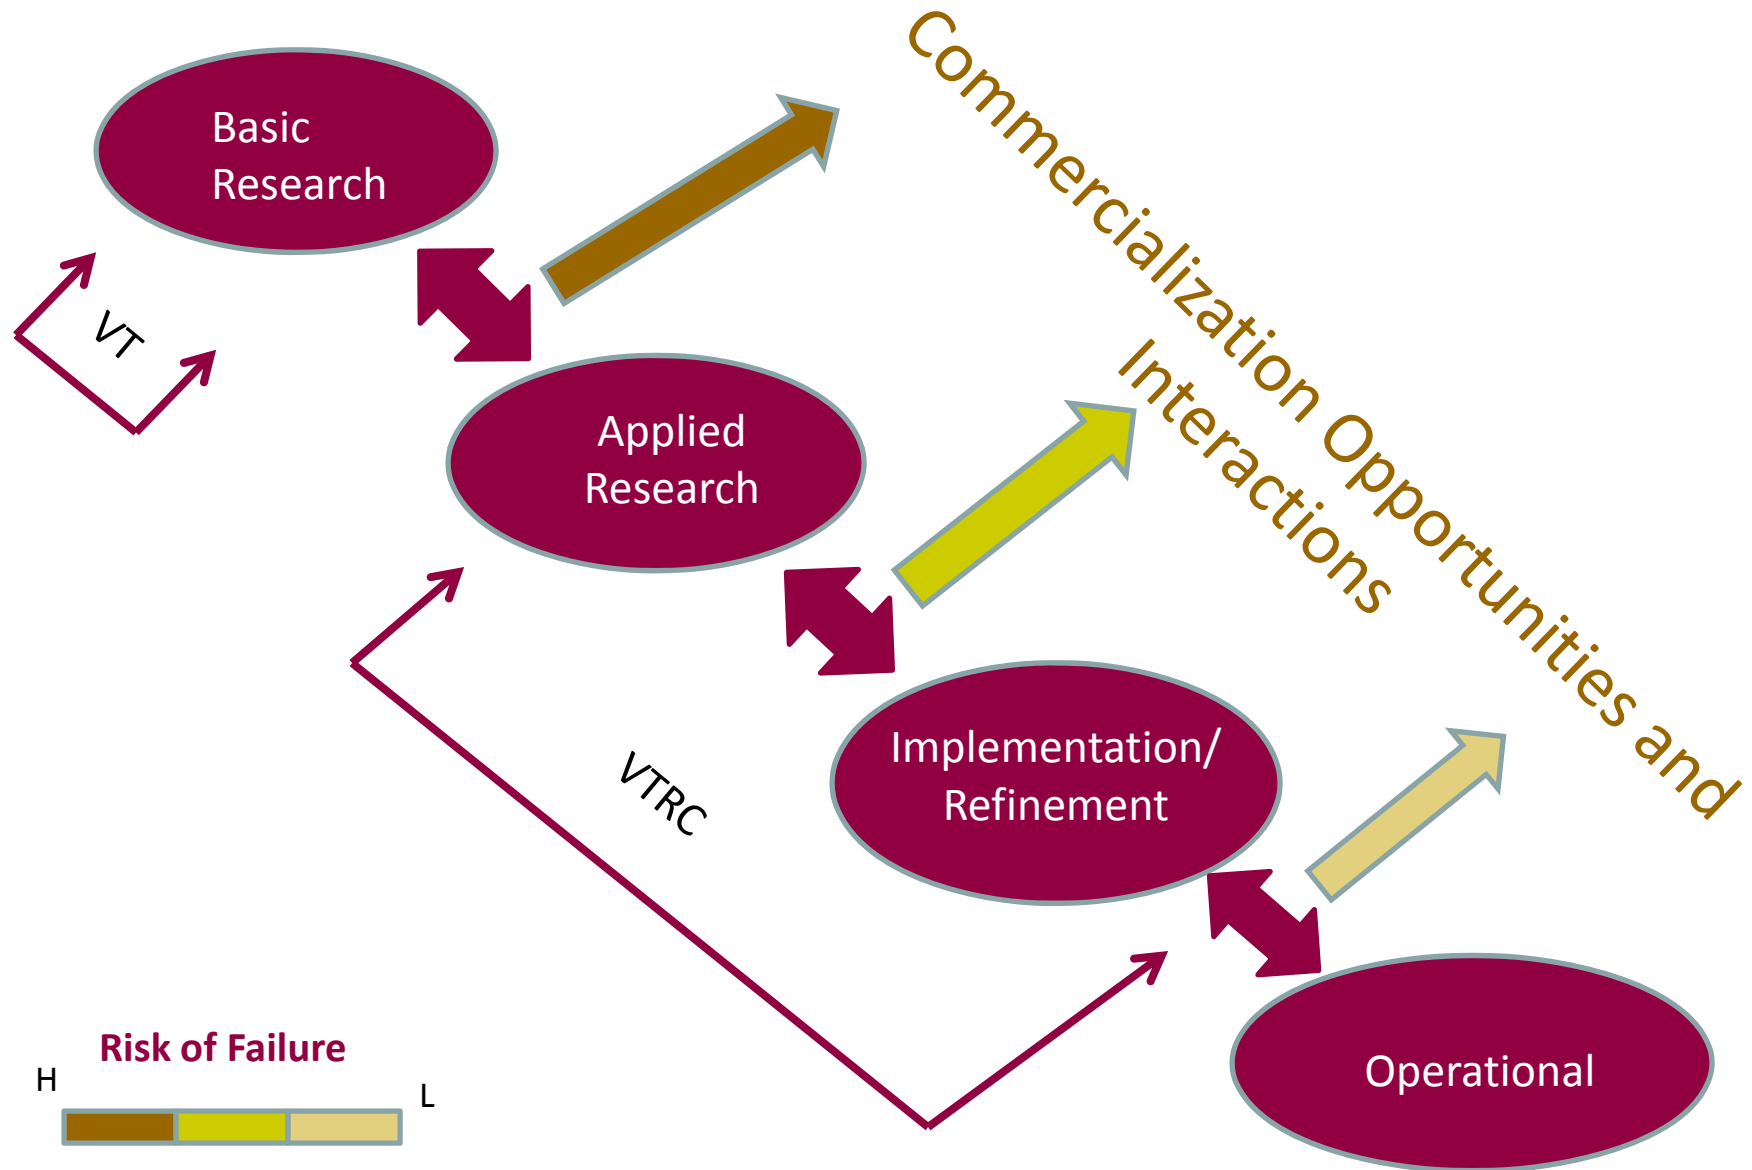 Basic
Research
Commercialization Opportunities and
Interactions
VT
Applied
Research
VTRC
Implementation/
Refinement
Operational
Risk of Failure
H
L